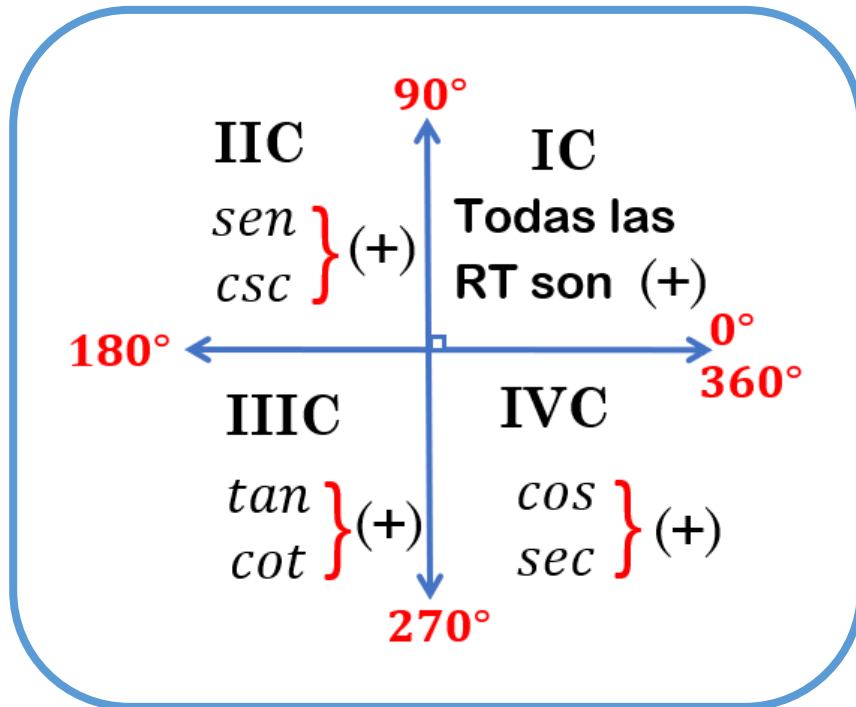 90°
IIC
sen
csc
} (+)
IC
Todas las
RT son (+)
180°
0°
360°
IIIC
tan
cot
} (+)
IVC
cos
sec
} (+)
270°